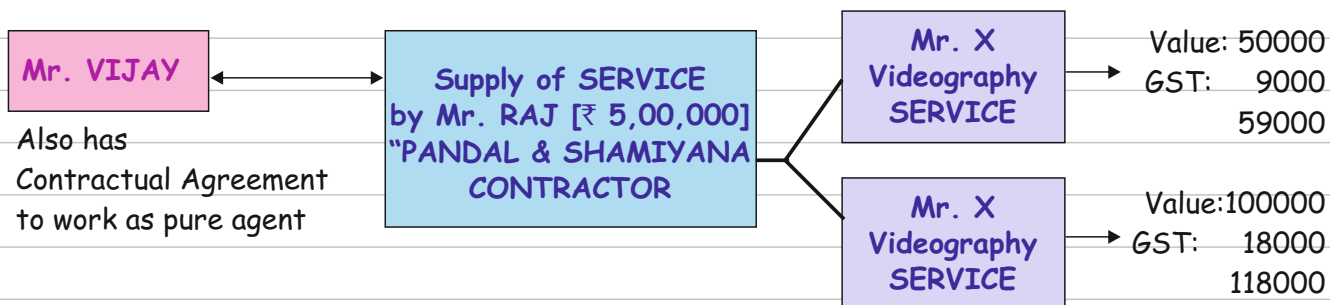 Mr. VIJAY
Also has
Contractual Agreement
to work as pure agent
Supply of SERVICE
by Mr. RAJ [₹ 5,00,000]
"PANDAL & SHAMIYANA
CONTRACTOR
Mr. X
Videography
SERVICE
Value: 50000
GST: 9000
59000
Mr. X
Videography
SERVICE
Value:100000
GST: 18000
118000